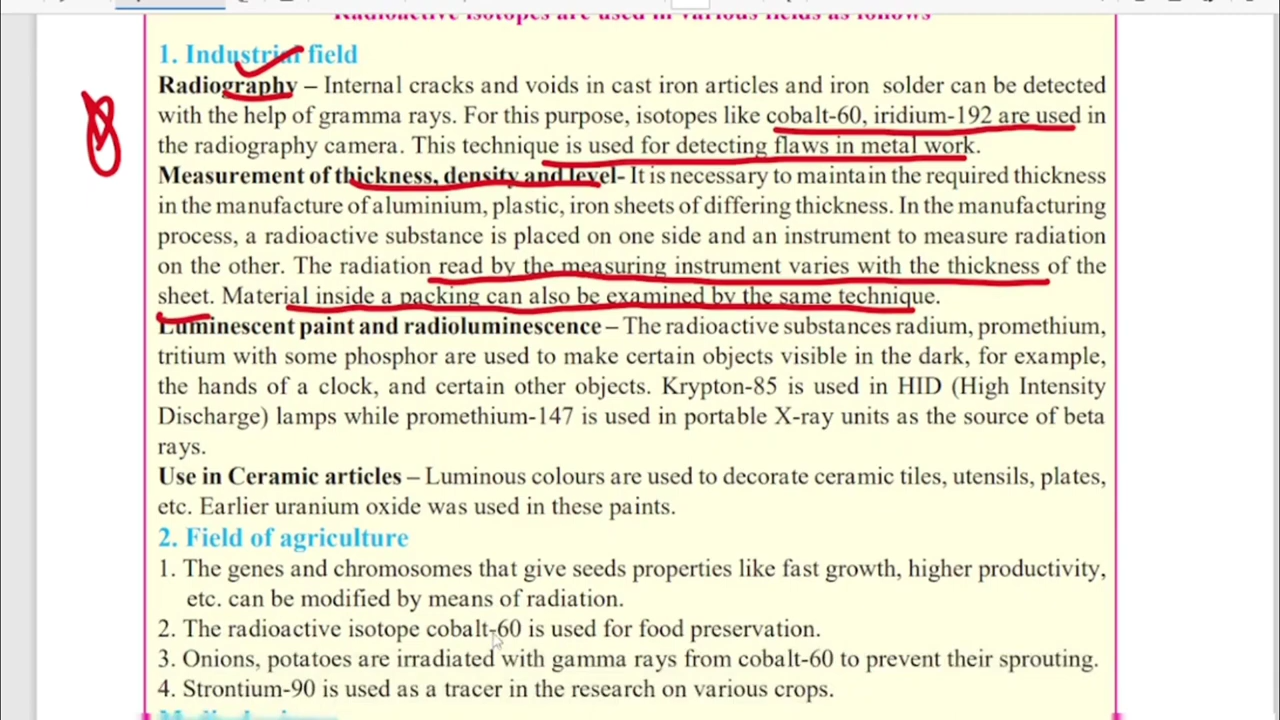 Radioactive isotopes are used in various fields as follows
1. Industrial field
Radiography – Internal cracks and voids in cast iron articles and iron solder can be detected
with the help of gramma rays. For this purpose, isotopes like cobalt-60, iridium-192 are used in
the radiography camera. This technique is used for detecting flaws in metal work.
Measurement of thickness, density and level- It is necessary to maintain the required thickness
in the manufacture of aluminium, plastic, iron sheets of differing thickness. In the manufacturing
process, a radioactive substance is placed on one side and an instrument to measure radiation
on the other. The radiation read by the measuring instrument varies with the thickness of the
sheet. Material inside a packing can also be examined by the same technique.
Luminescent paint and radioluminescence – The radioactive substances radium, promethium,
tritium with some phosphor are used to make certain objects visible in the dark, for example,
the hands of a clock, and certain other objects. Krypton-85 is used in HID (High Intensity
Discharge) lamps while promethium-147 is used in portable X-ray units as the source of beta
rays.
Use in Ceramic articles – Luminous colours are used to decorate ceramic tiles, utensils, plates,
etc. Earlier uranium oxide was used in these paints.
2. Field of agriculture
1. The genes and chromosomes that give seeds properties like fast growth, higher productivity,
etc. can be modified by means of radiation.
2. The radioactive isotope cobalt-60 is used for food preservation.
3. Onions, potatoes are irradiated with gamma rays from cobalt-60 to prevent their sprouting.
4. Strontium-90 is used as a tracer in the research on various crops.